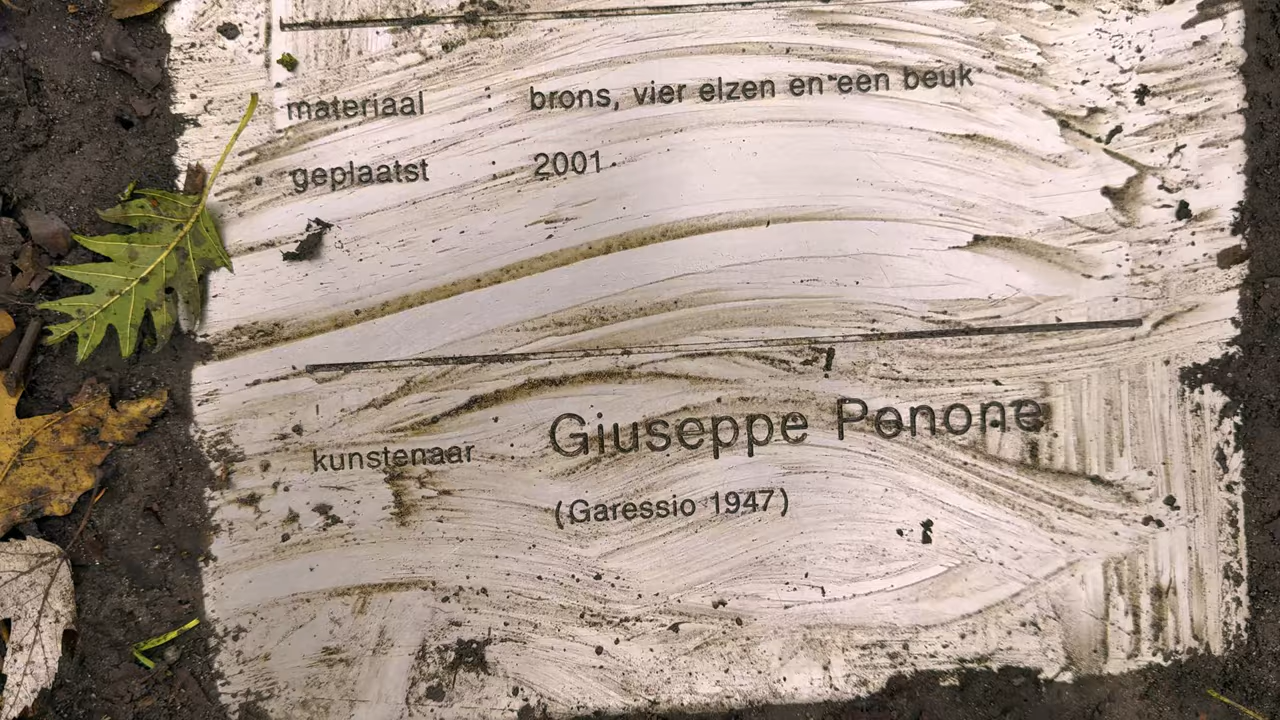 materiaal : brons, vier elzen en een beuk
geplaatst : 2001
kunstenaar Giuseppe Penone
(Garessio 1947)